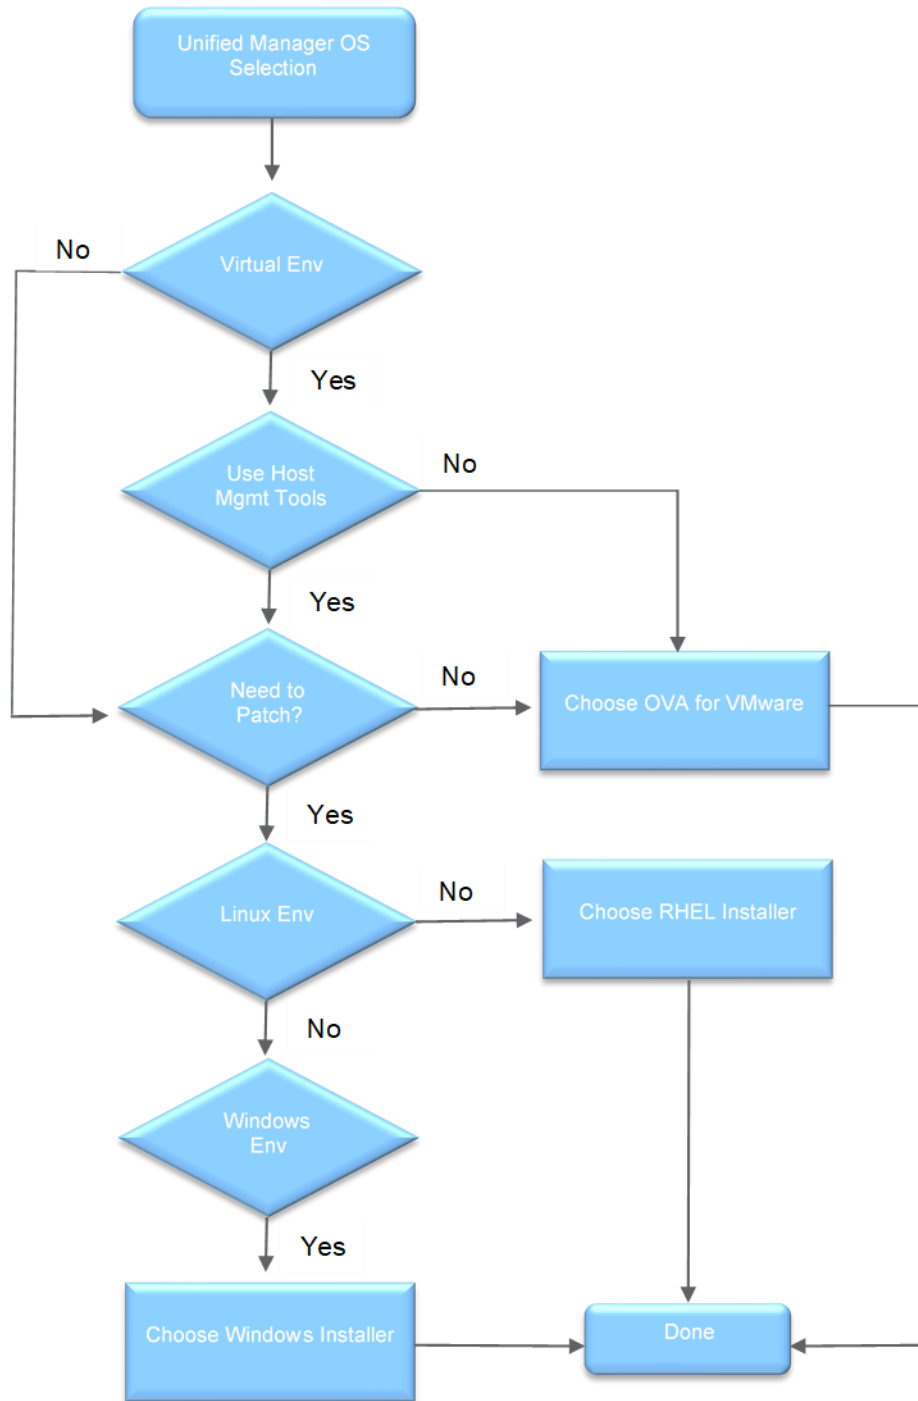 Unified Manager OS
Selection
No
Virtual Env
Yes
Use Host
Mgmt Tools
No
Yes
Need to
Patch?
No
Choose OVA for VMware
Yes
Linux Env
No
Choose RHEL Installer
No
Windows
Env
Yes
Choose Windows Installer
Done